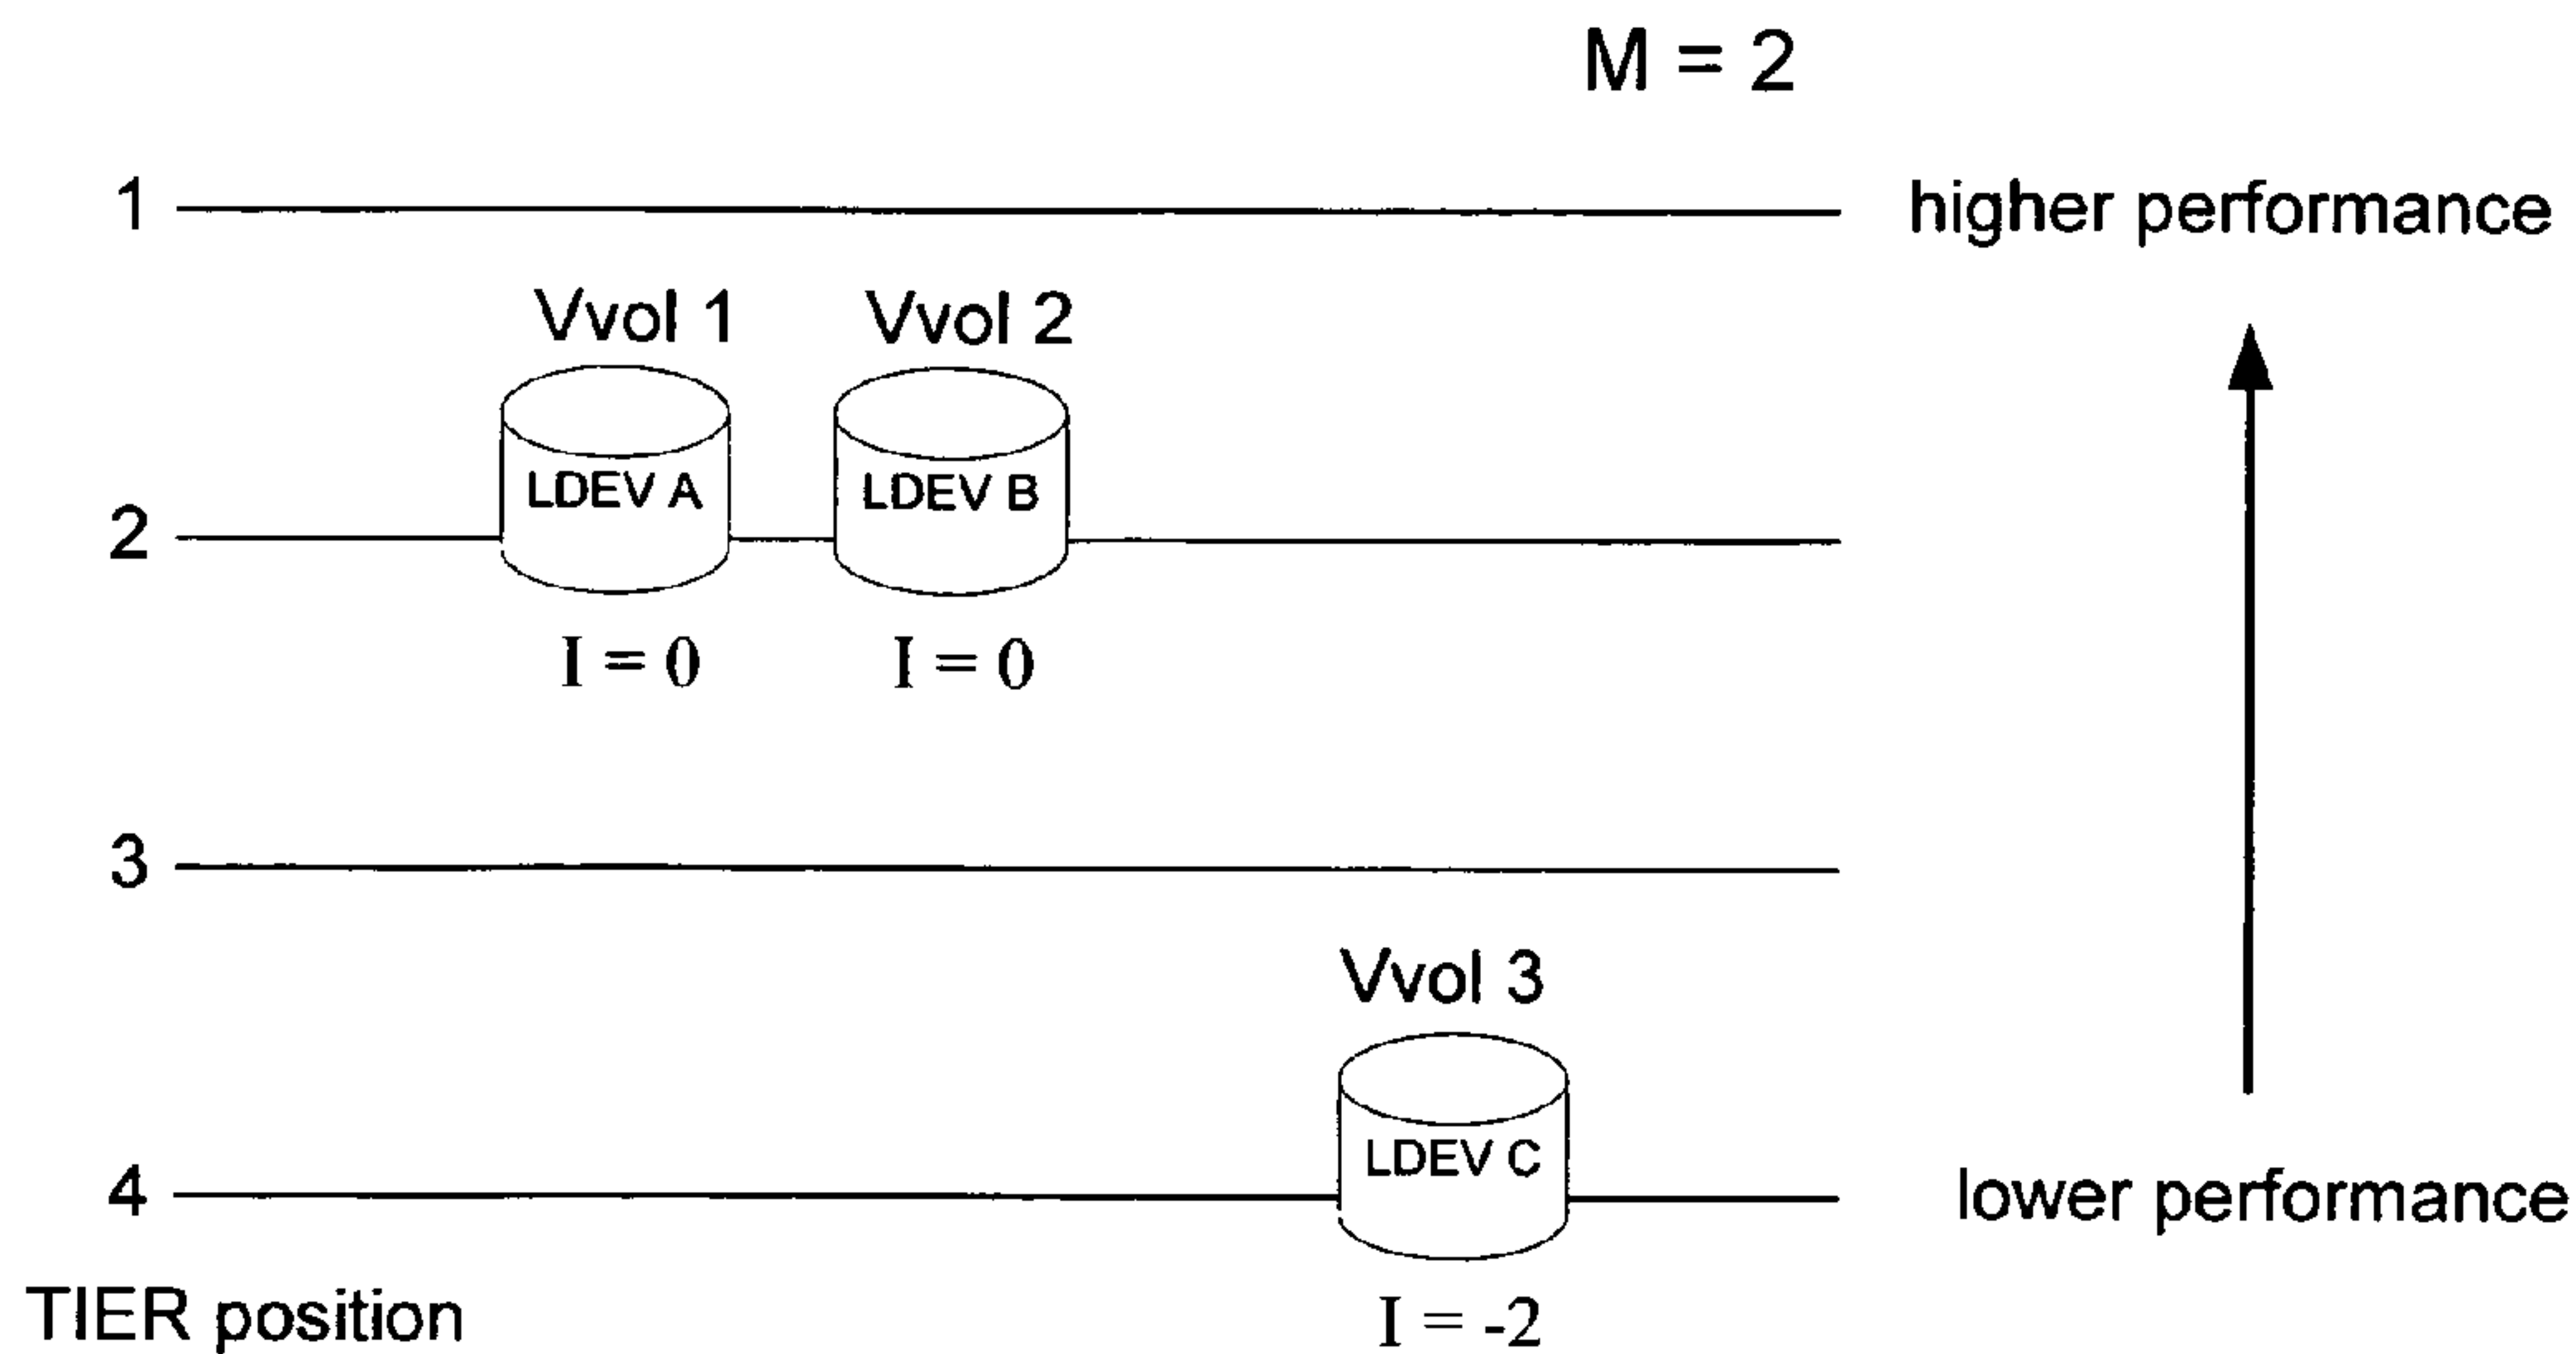 M = 2
1
higher performance
Vvol 1
Vvol 2
LDEV A
LDEV B
2
I = 0
I = 0
3
Vvol 3
LDEV C
4
lower performance
TIER position
I = -2